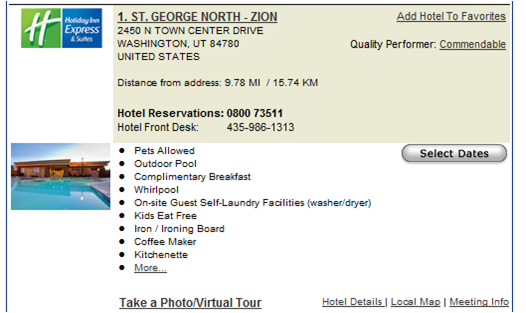 Holiday Inn
Express
& Suites
1. ST. GEORGE NORTH - ZION
Add Hotel To Favorites
2450 N TOWN CENTER DRIVE
WASHINGTON, UT 84780
UNITED STATES
Quality Performer: Commendable
Distance from address: 9.78 MI / 15.74 KM
Hotel Reservations: 0800 73511
Hotel Front Desk: 435-986-1313
Select Dates
• Pets Allowed
• Outdoor Pool
• Complimentary Breakfast
• Whirlpool
• On-site Guest Self-Laundry Facilities (washer/dryer)
• Kids Eat Free
• Iron / Ironing Board
• Coffee Maker
• Kitchenette
• More...
Take a Photo/Virtual Tour
Hotel Details | Local Map | Meeting Info